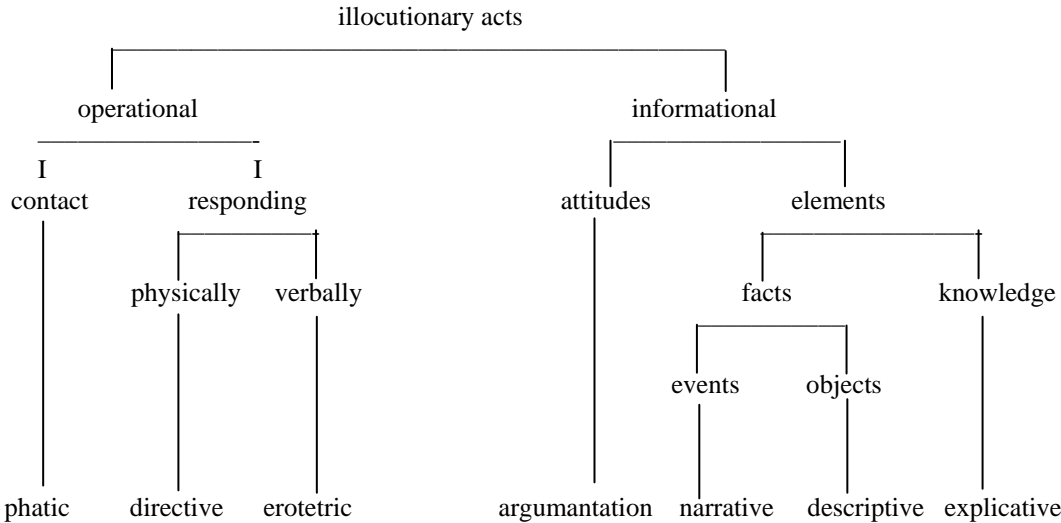 illocutionary acts
operational informational
I I
contact responding attitudes elements
physically verbally facts knowledge
events objects
phatic directive erotetric argumantation narrative descriptive explicative